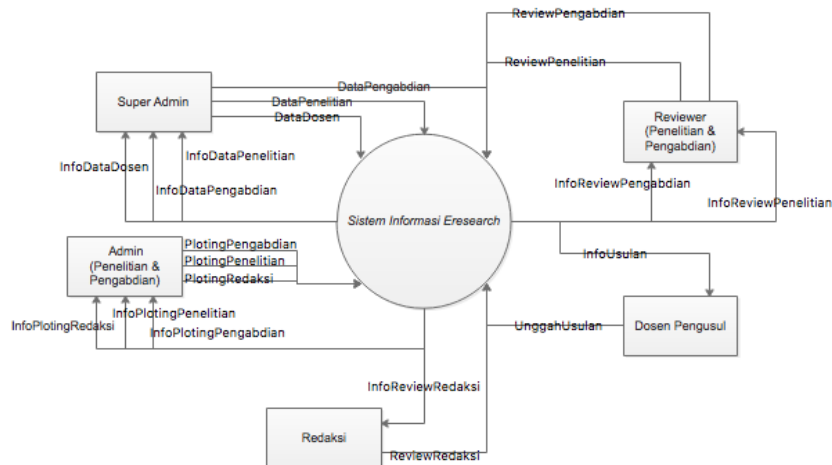 ReviewPengabdian
ReviewPenelitian
DataPengabdian
DataPenelitian
DataDosen
Super Admin
Reviewer
(Penelitian &
Pengabdian)
InfoDataDosen
InfoDataPenelitian
InfoDataPengabdian
InfoReviewPengabdian
InfoReviewPenelitian
Sistem Informasi Eresearch
Admin
(Penelitian &
Pengabdian)
PlotingPengabdian
PlotingPenelitian
PlotingRedaksi
InfoUsulan
InfoPlotingRedaksi
InfoPlotingPenelitian
InfoPlotingPengabdian
UnggahUsulan
Dosen Pengusul
InfoReviewRedaksi
Redaksi
ReviewRedaksi